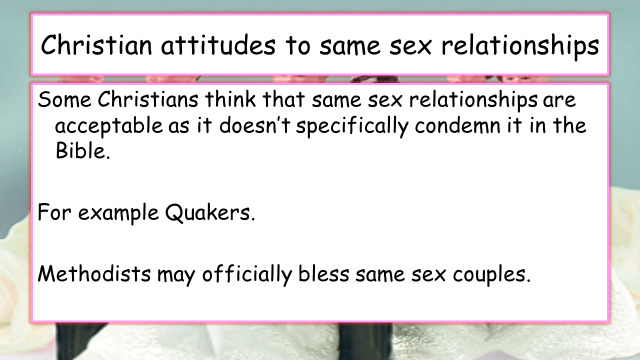 Christian attitudes to same sex relationships
Some Christians think that same sex relationships are
acceptable as it doesn't specifically condemn it in the
Bible.
For example Quakers.
Methodists may officially bless same sex couples.